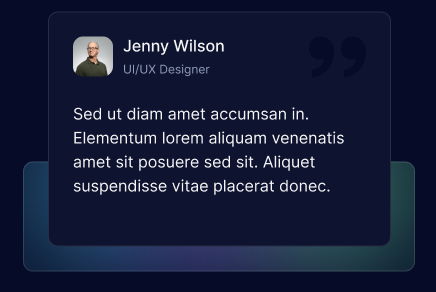 Jenny Wilson
UI/UX Designer
Sed ut diam amet accumsan in.
Elementum lorem aliquam venenatis
amet sit posuere sed sit. Aliquet
suspendisse vitae placerat donec.